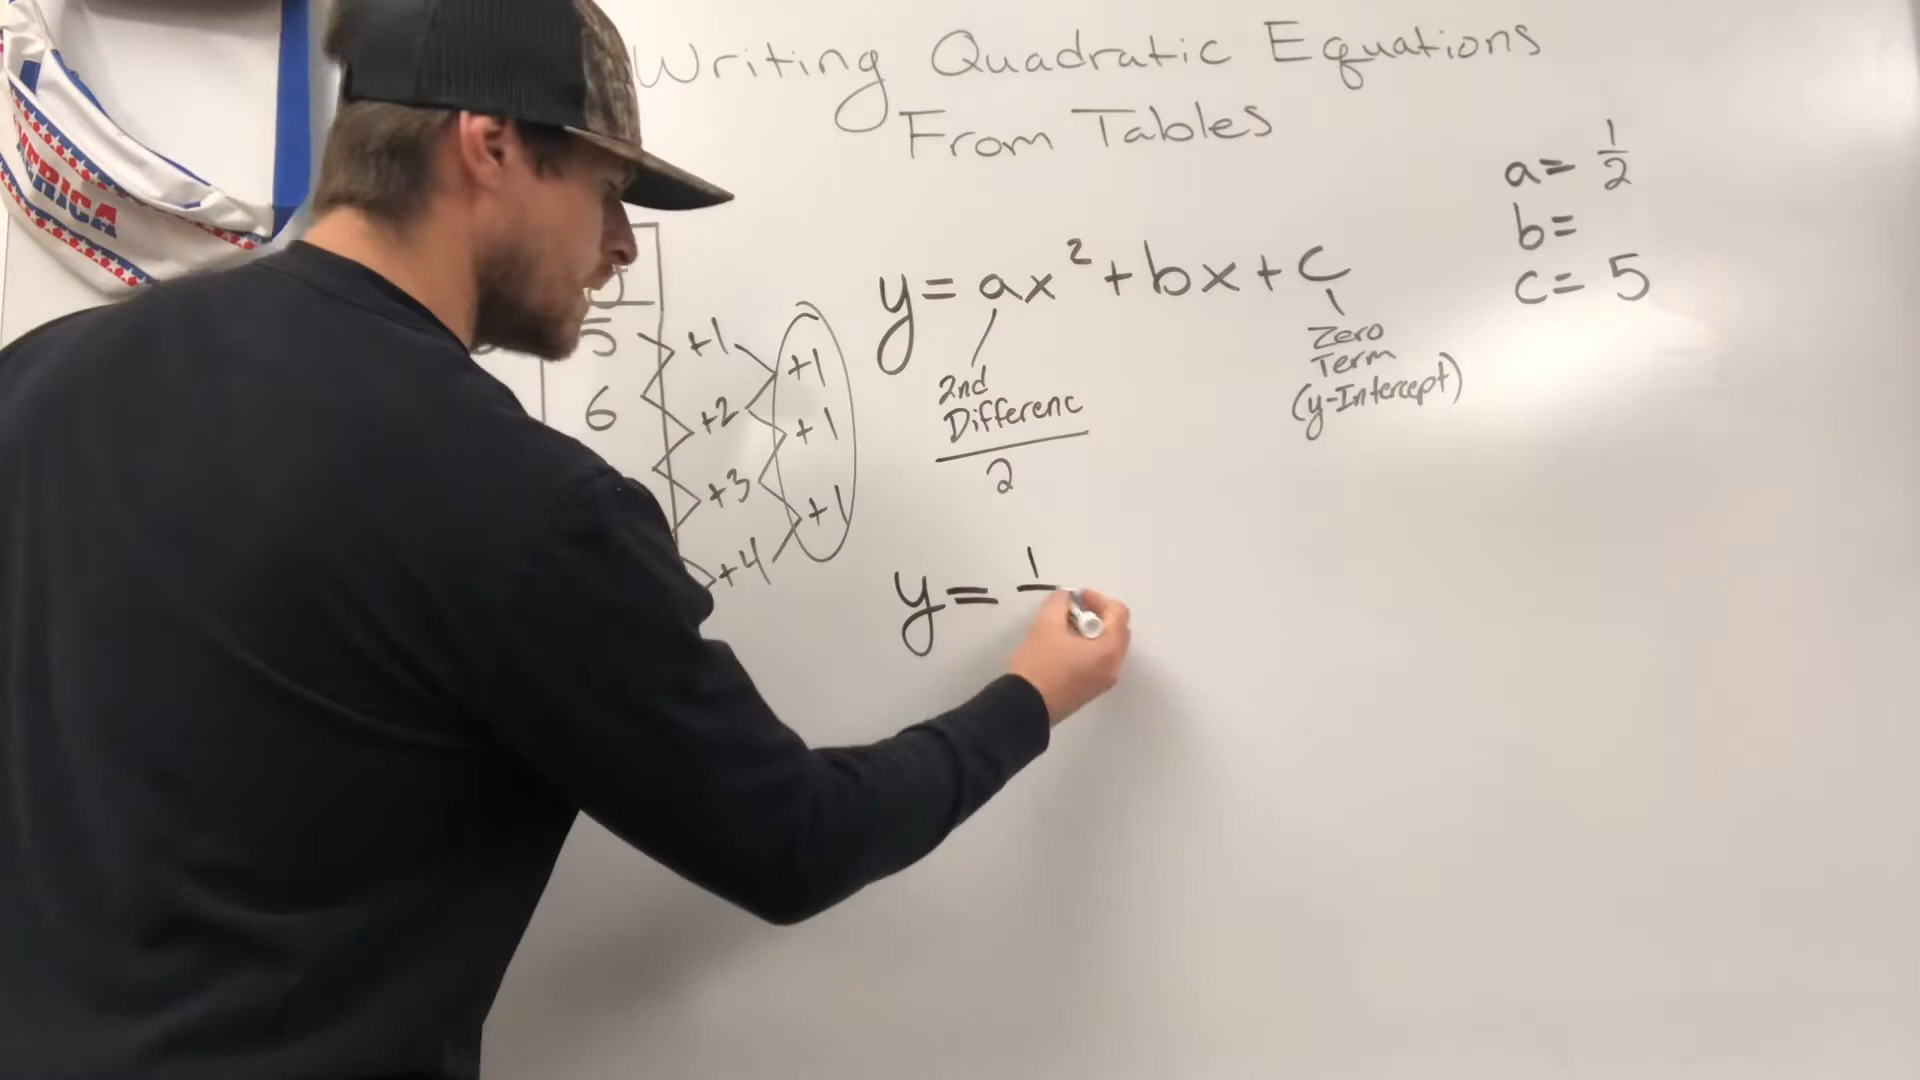 Writing Quadratic Equations
From Tables
a= 1/2
b=
c= 5
y= ax² + bx + c
2nd
Differenc
2
Zero
Term
(y-Intercept)
5
6
+1
+2
+3
+4
+1
+1
+1
y= 1
ERICA